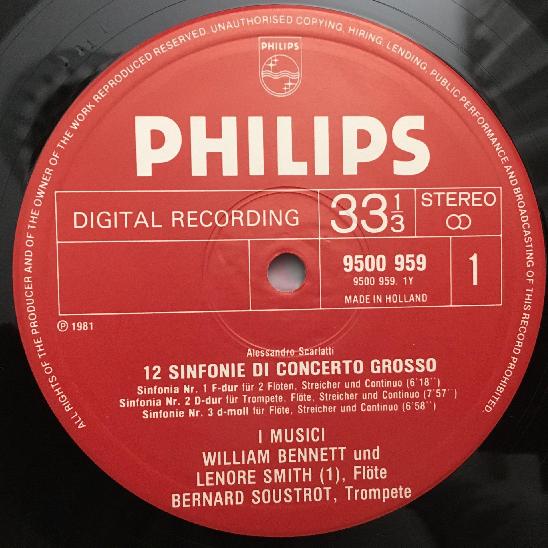 ALL RIGHTS OF THE PRODUCER AND OF THE OWNER OF THE WORK REPRODUCED RESERVED. UNAUTHORISED COPYING, HIRING, LENDING, PUBLIC PERFORMANCE AND BROADCASTING OF THIS RECORD PROHIBITED
PHILIPS
PHILIPS
DIGITAL RECORDING
33 1/3
STEREO
9500 959
9500 959. 1Y
MADE IN HOLLAND
1
℗ 1981
Alessandro Scarlatti
12 SINFONIE DI CONCERTO GROSSO
Sinfonia Nr. 1 F-dur für 2 Flöten, Streicher und Continuo (6'18'')
Sinfonia Nr. 2 D-dur für Trompete, Flöte, Streicher und Continuo (7'57'')
Sinfonie Nr. 3 d-moll für Flöte, Streicher und Continuo (6'58'')
I MUSICI
WILLIAM BENNETT und
LENORE SMITH (1), Flöte
BERNARD SOUSTROT, Trompete